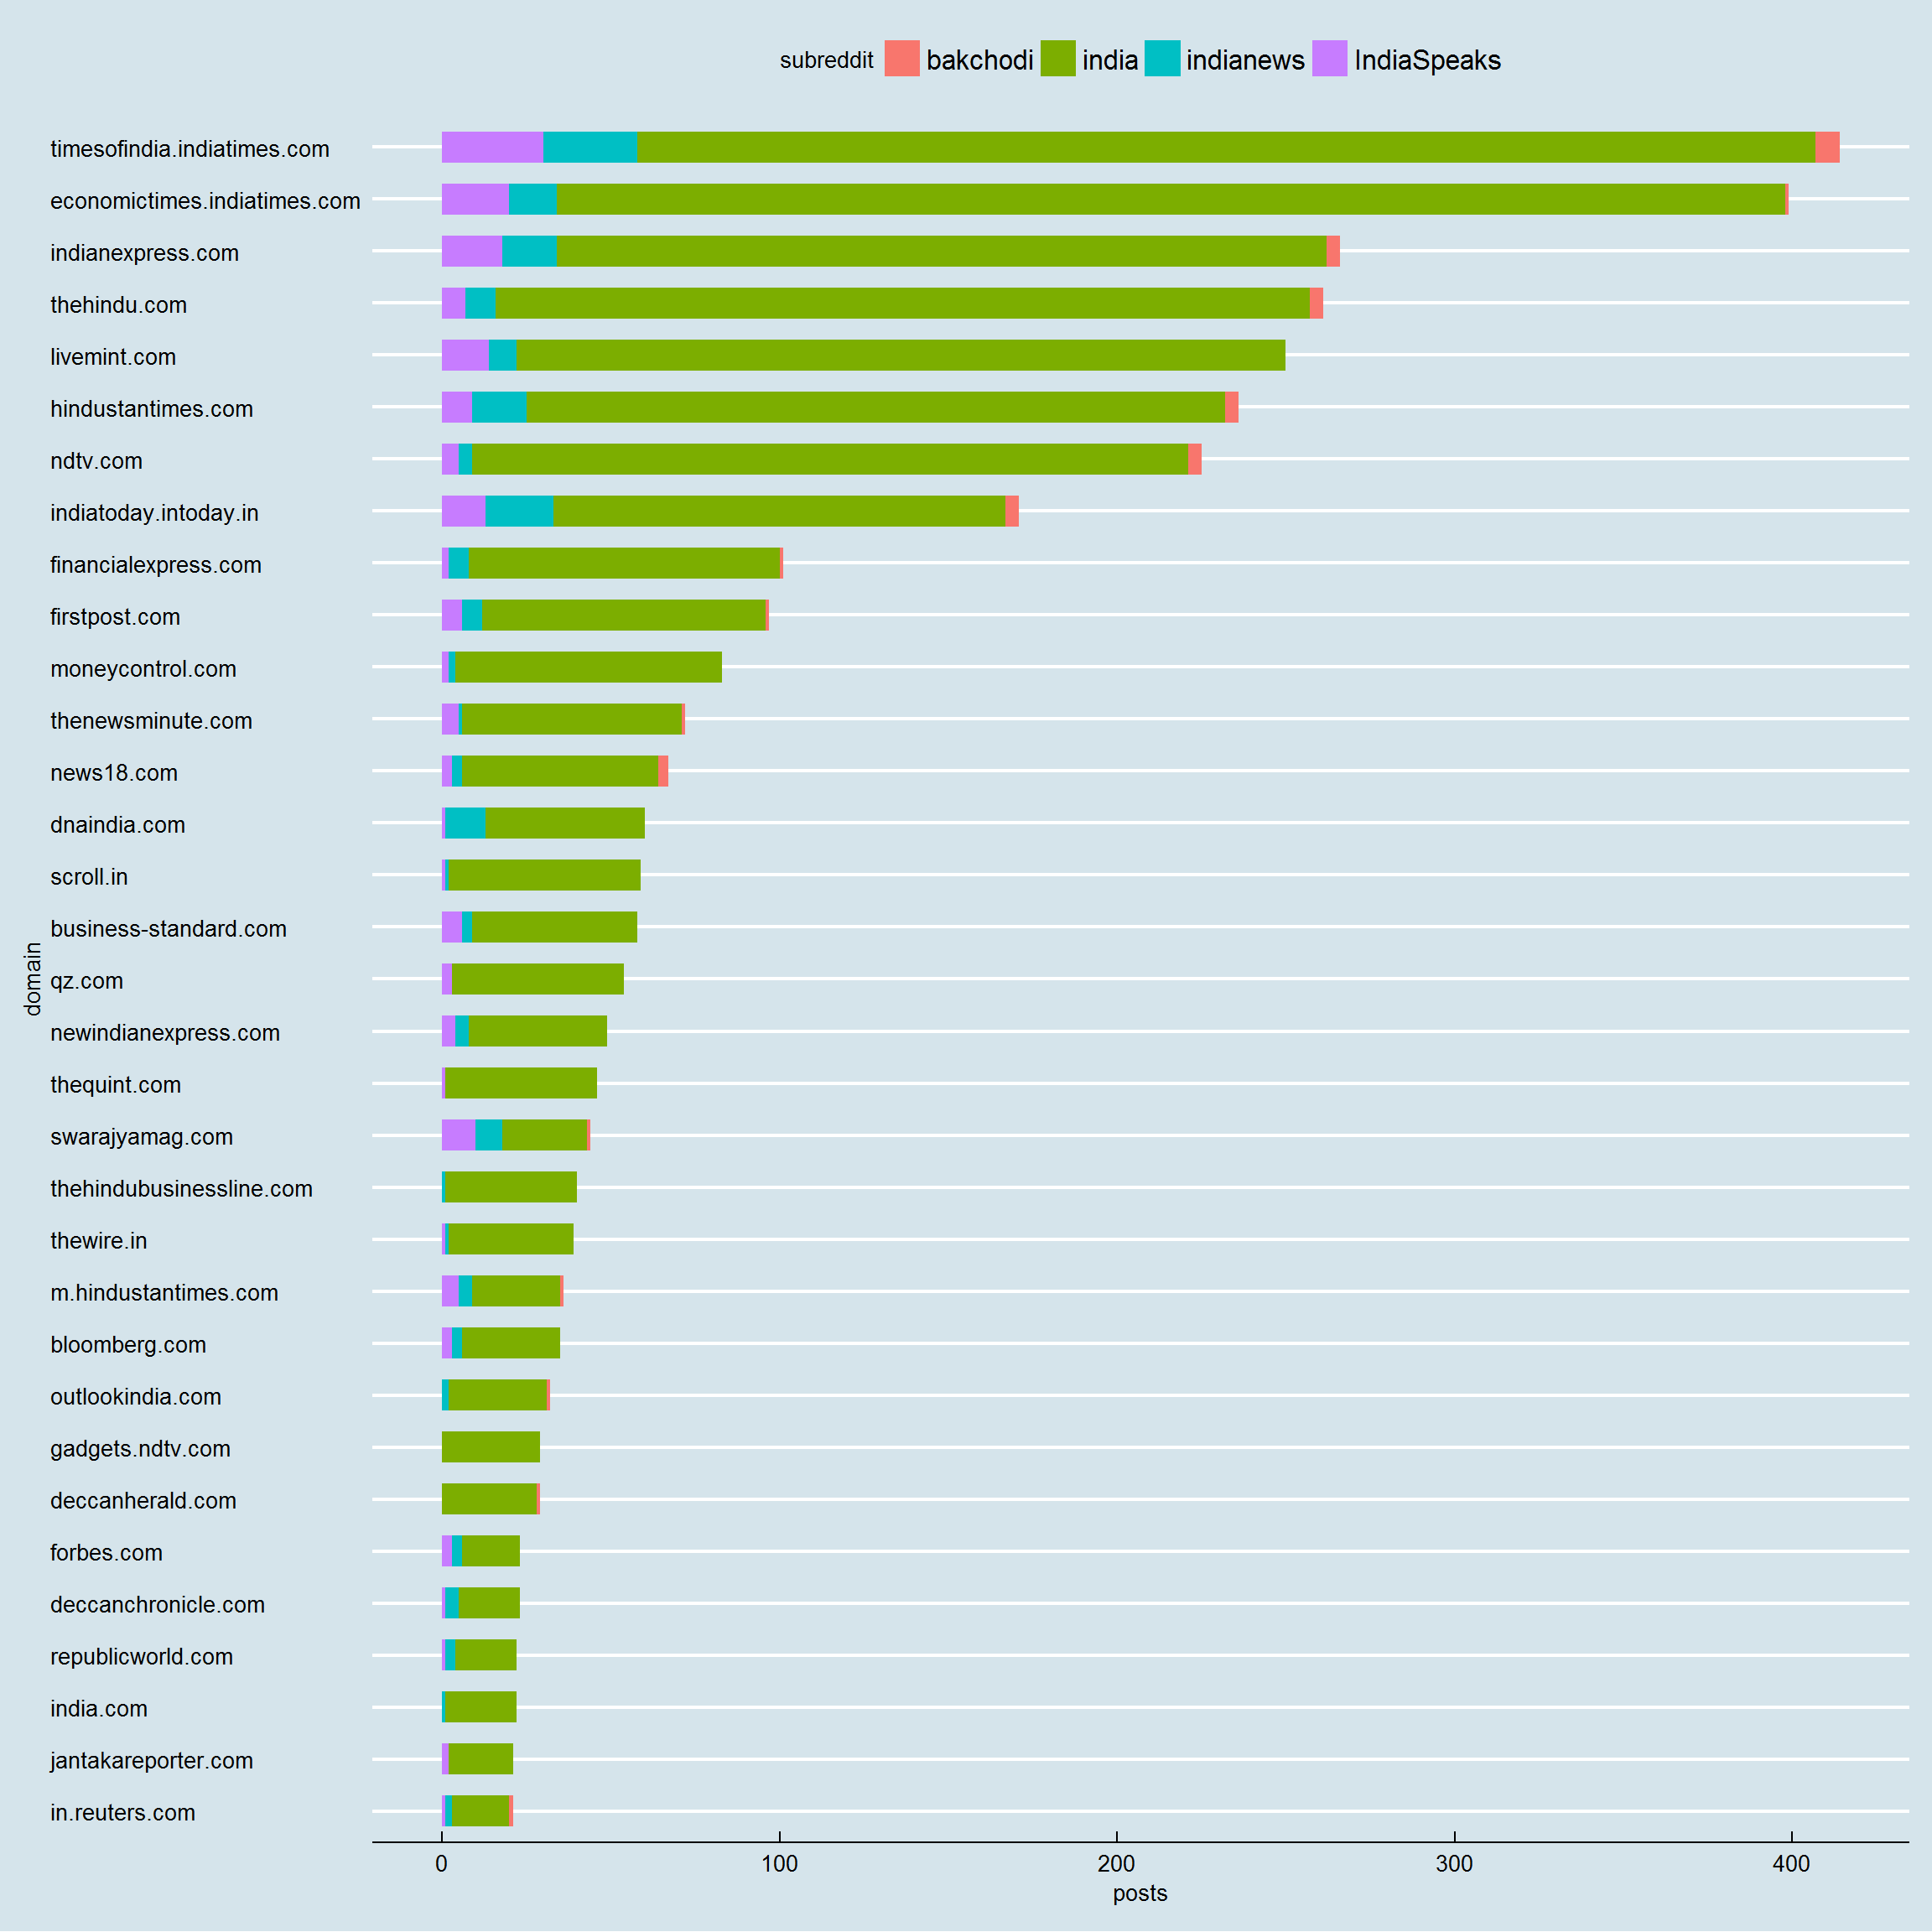 subreddit bakchodi india indianews IndiaSpeaks
timesofindia.indiatimes.com
economictimes.indiatimes.com
indianexpress.com
thehindu.com
livemint.com
hindustantimes.com
ndtv.com
indiatoday.intoday.in
financialexpress.com
firstpost.com
moneycontrol.com
thenewsminute.com
news18.com
dnaindia.com
scroll.in
business-standard.com
qz.com
newindianexpress.com
thequint.com
swarajyamag.com
thehindubusinessline.com
thewire.in
m.hindustantimes.com
bloomberg.com
outlookindia.com
gadgets.ndtv.com
deccanherald.com
forbes.com
deccanchronicle.com
republicworld.com
india.com
jantakareporter.com
in.reuters.com
domain
0 100 200 300 400
posts